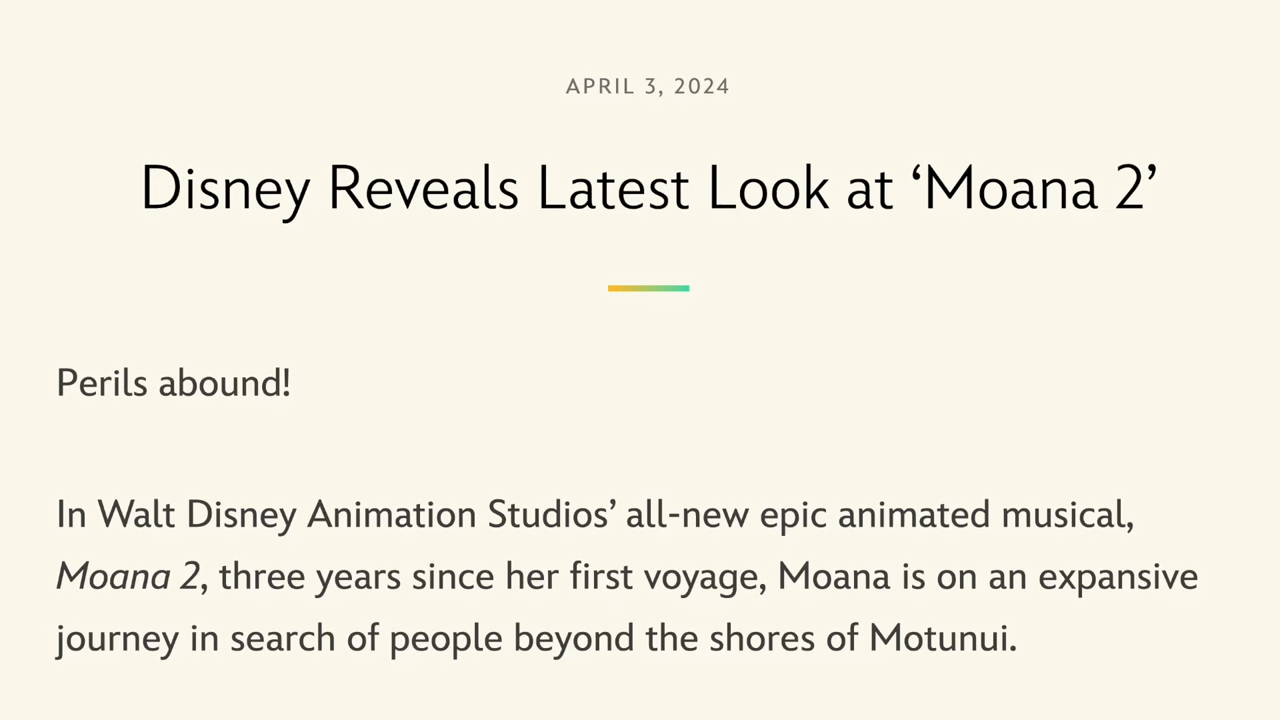 APRIL 3, 2024
Disney Reveals Latest Look at ‘Moana 2’
Perils abound!
In Walt Disney Animation Studios’ all-new epic animated musical,
Moana 2, three years since her first voyage, Moana is on an expansive
journey in search of people beyond the shores of Motunui.